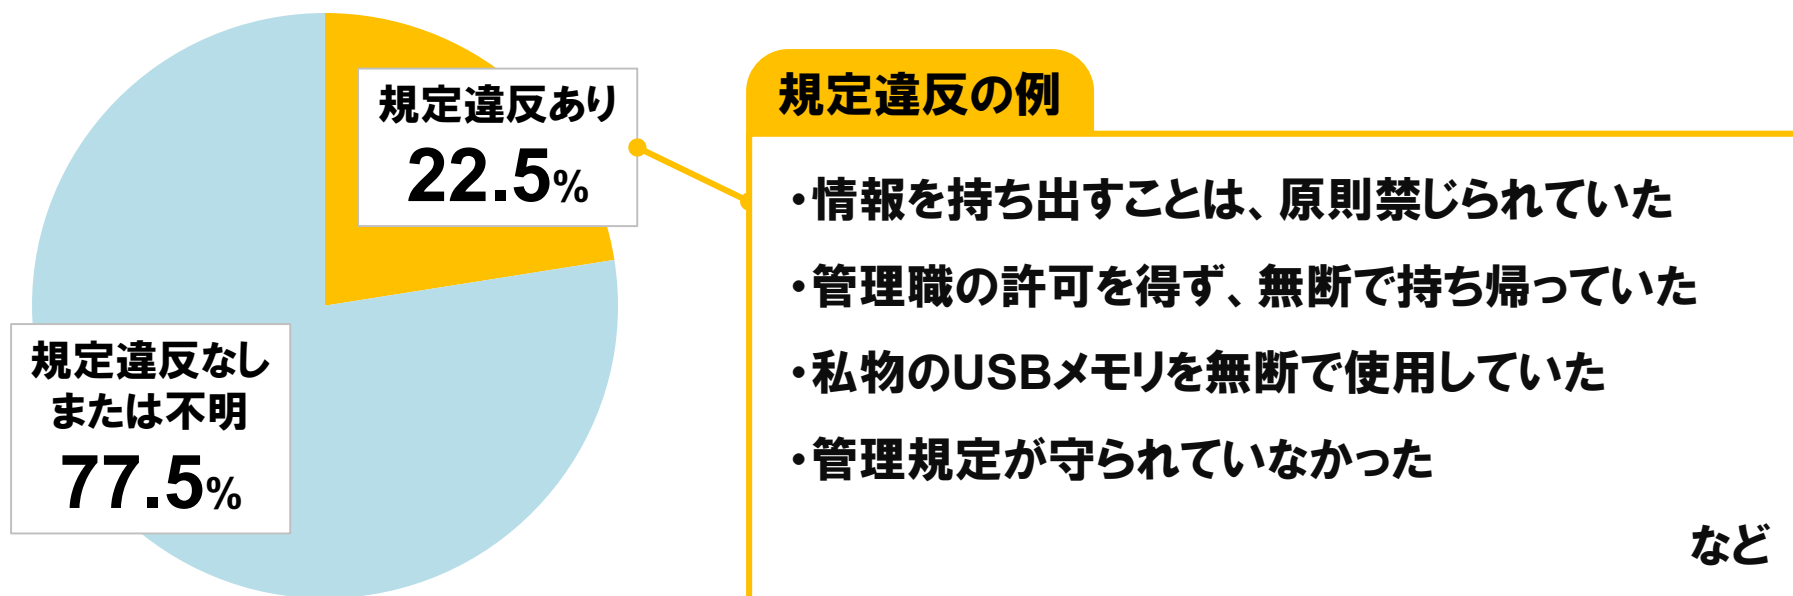 規定違反あり
22.5%
規定違反なし
または不明
77.5%
規定違反の例
・情報を持ち出すことは、原則禁じられていた
・管理職の許可を得ず、無断で持ち帰っていた
・私物のUSBメモリを無断で使用していた
・管理規定が守られていなかった
など